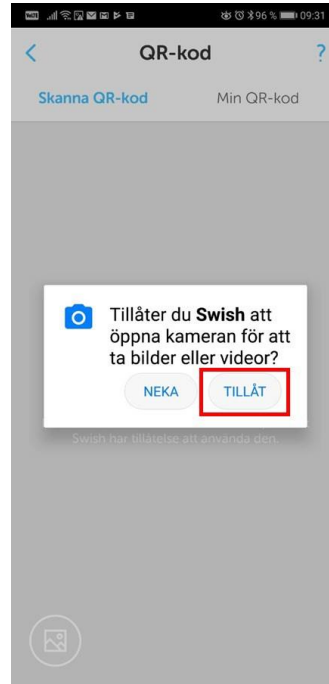 96 % 09:31
QR-kod ?
Skanna QR-kod Min QR-kod
Tillåter du Swish att
öppna kameran för att
ta bilder eller videor?
NEKA TILLÅT
Swish har tillåtelse att använda den.